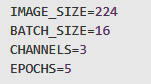 IMAGE_SIZE=224
BATCH_SIZE=16
CHANNELS=3
EPOCHS=5